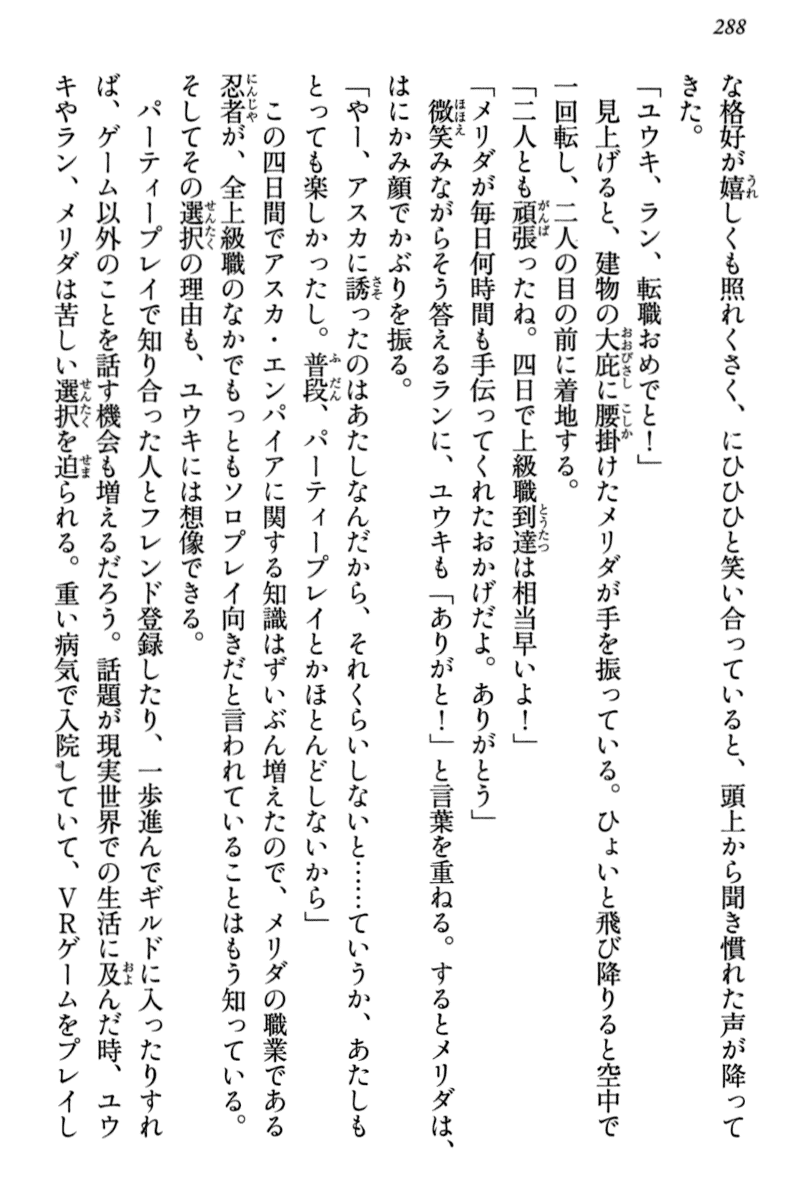 288
な格好が嬉しくも照れくさく、にひひひと笑い合っていると、頭上から聞き慣れた声が降って
きた。
「ユウキ、ラン、転職おめでと！」
見上げると、建物の大庇に腰掛けたメリダが手を振っている。ひょいと飛び降りると空中で
一回転し、二人の目の前に着地する。
「二人とも頑張ったね。四日で上級職到達は相当早いよ！」
「メリダが毎日何時間も手伝ってくれたおかげだよ。ありがとう」
微笑みながらそう答えるランに、ユウキも「ありがと！」と言葉を重ねる。するとメリダは、
はにかみ顔でかぶりを振る。
「やー、アスカに誘ったのはあたしなんだから、それくらいしないと……ていうか、あたしも
とっても楽しかったし。普段、パーティープレイとかほとんどしないから」
この四日間でアスカ・エンパイアに関する知識はずいぶん増えたので、メリダの職業である
忍者が、全上級職のなかでもっともソロプレイ向きだと言われていることはもう知っている。
そしてその選択の理由も、ユウキには想像できる。
パーティープレイで知り合った人とフレンド登録したり、一歩進んでギルドに入ったりすれ
ば、ゲーム以外のことを話す機会も増えるだろう。話題が現実世界での生活に及んだ時、ユウ
キやラン、メリダは苦しい選択を迫られる。重い病気で入院していて、ＶＲゲームをプレイし